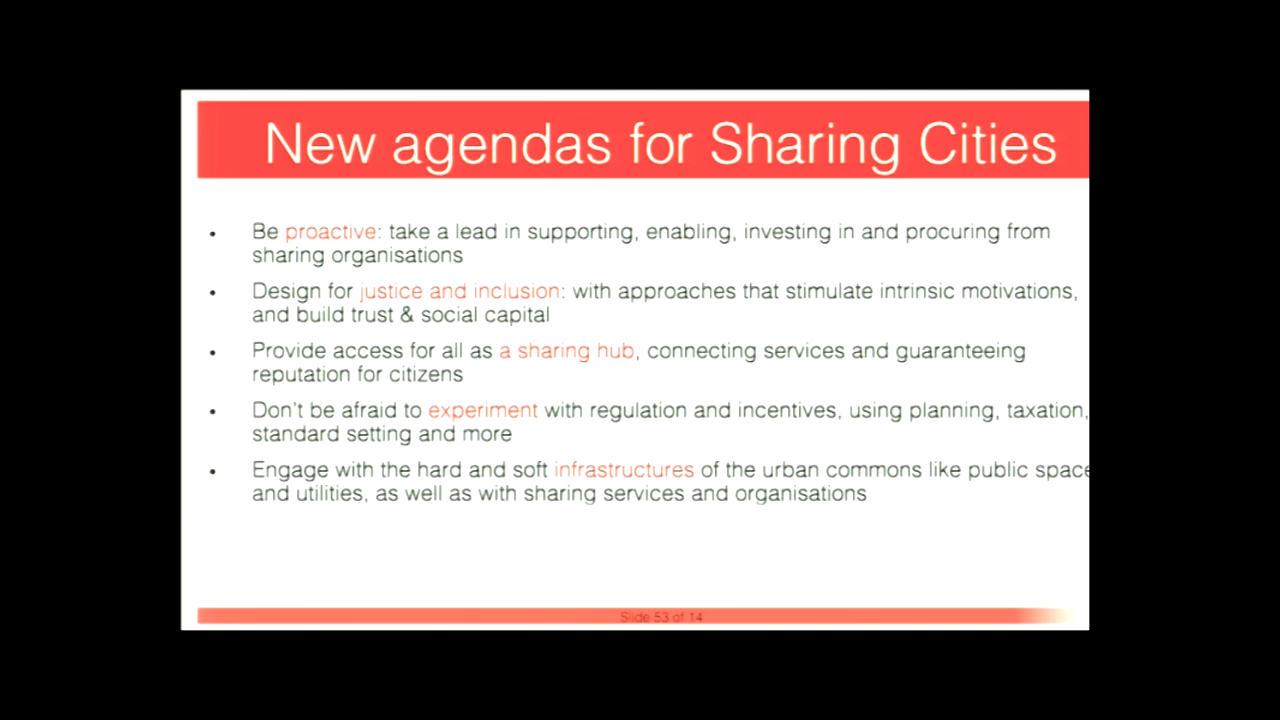 New agendas for Sharing Cities
• Be proactive: take a lead in supporting, enabling, investing in and procuring from
sharing organisations
• Design for justice and inclusion: with approaches that stimulate intrinsic motivations,
and build trust & social capital
• Provide access for all as a sharing hub, connecting services and guaranteeing
reputation for citizens
• Don't be afraid to experiment with regulation and incentives, using planning, taxation,
standard setting and more
• Engage with the hard and soft infrastructures of the urban commons like public space
and utilities, as well as with sharing services and organisations
Slide 53 of 14